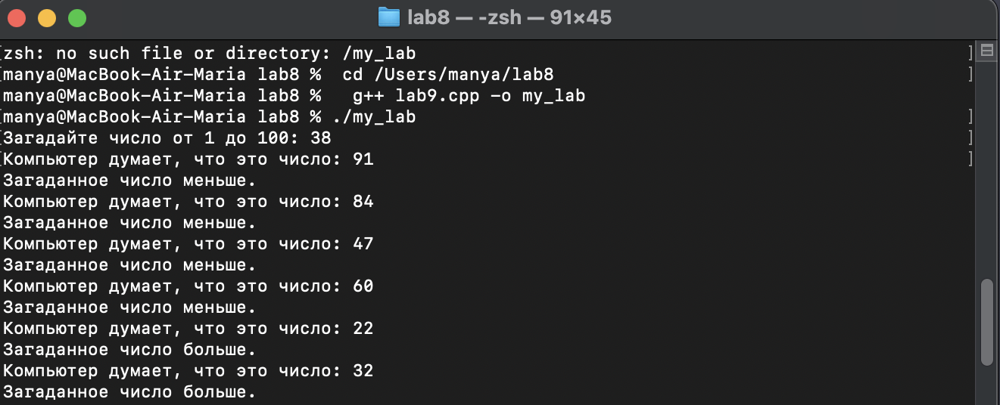 lab8 — -zsh — 91×45
[zsh: no such file or directory: /my_lab ]
[manya@MacBook-Air-Maria lab8 %  cd /Users/manya/lab8 ]
manya@MacBook-Air-Maria lab8 %   g++ lab9.cpp -o my_lab
[manya@MacBook-Air-Maria lab8 % ./my_lab ]
[Загадайте число от 1 до 100: 38 ]
[Компьютер думает, что это число: 91 ]
Загаданное число меньше.
Компьютер думает, что это число: 84
Загаданное число меньше.
Компьютер думает, что это число: 47
Загаданное число меньше.
Компьютер думает, что это число: 60
Загаданное число меньше.
Компьютер думает, что это число: 22
Загаданное число больше.
Компьютер думает, что это число: 32
Загаданное число больше.